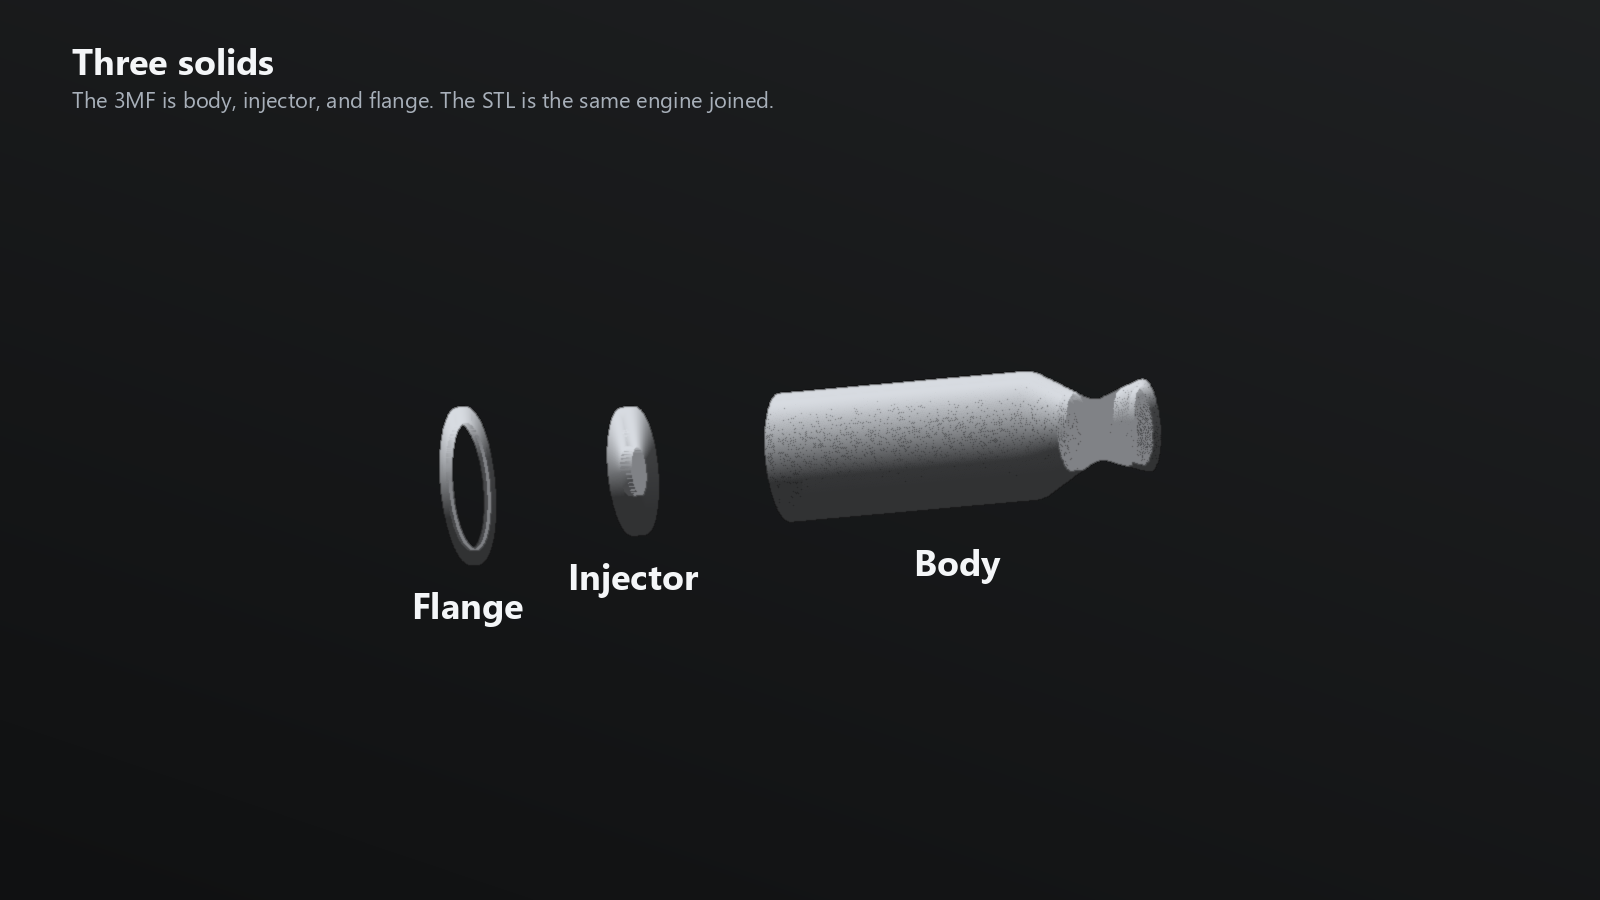 Three solids
The 3MF is body, injector, and flange. The STL is the same engine joined.
Body
Injector
Flange